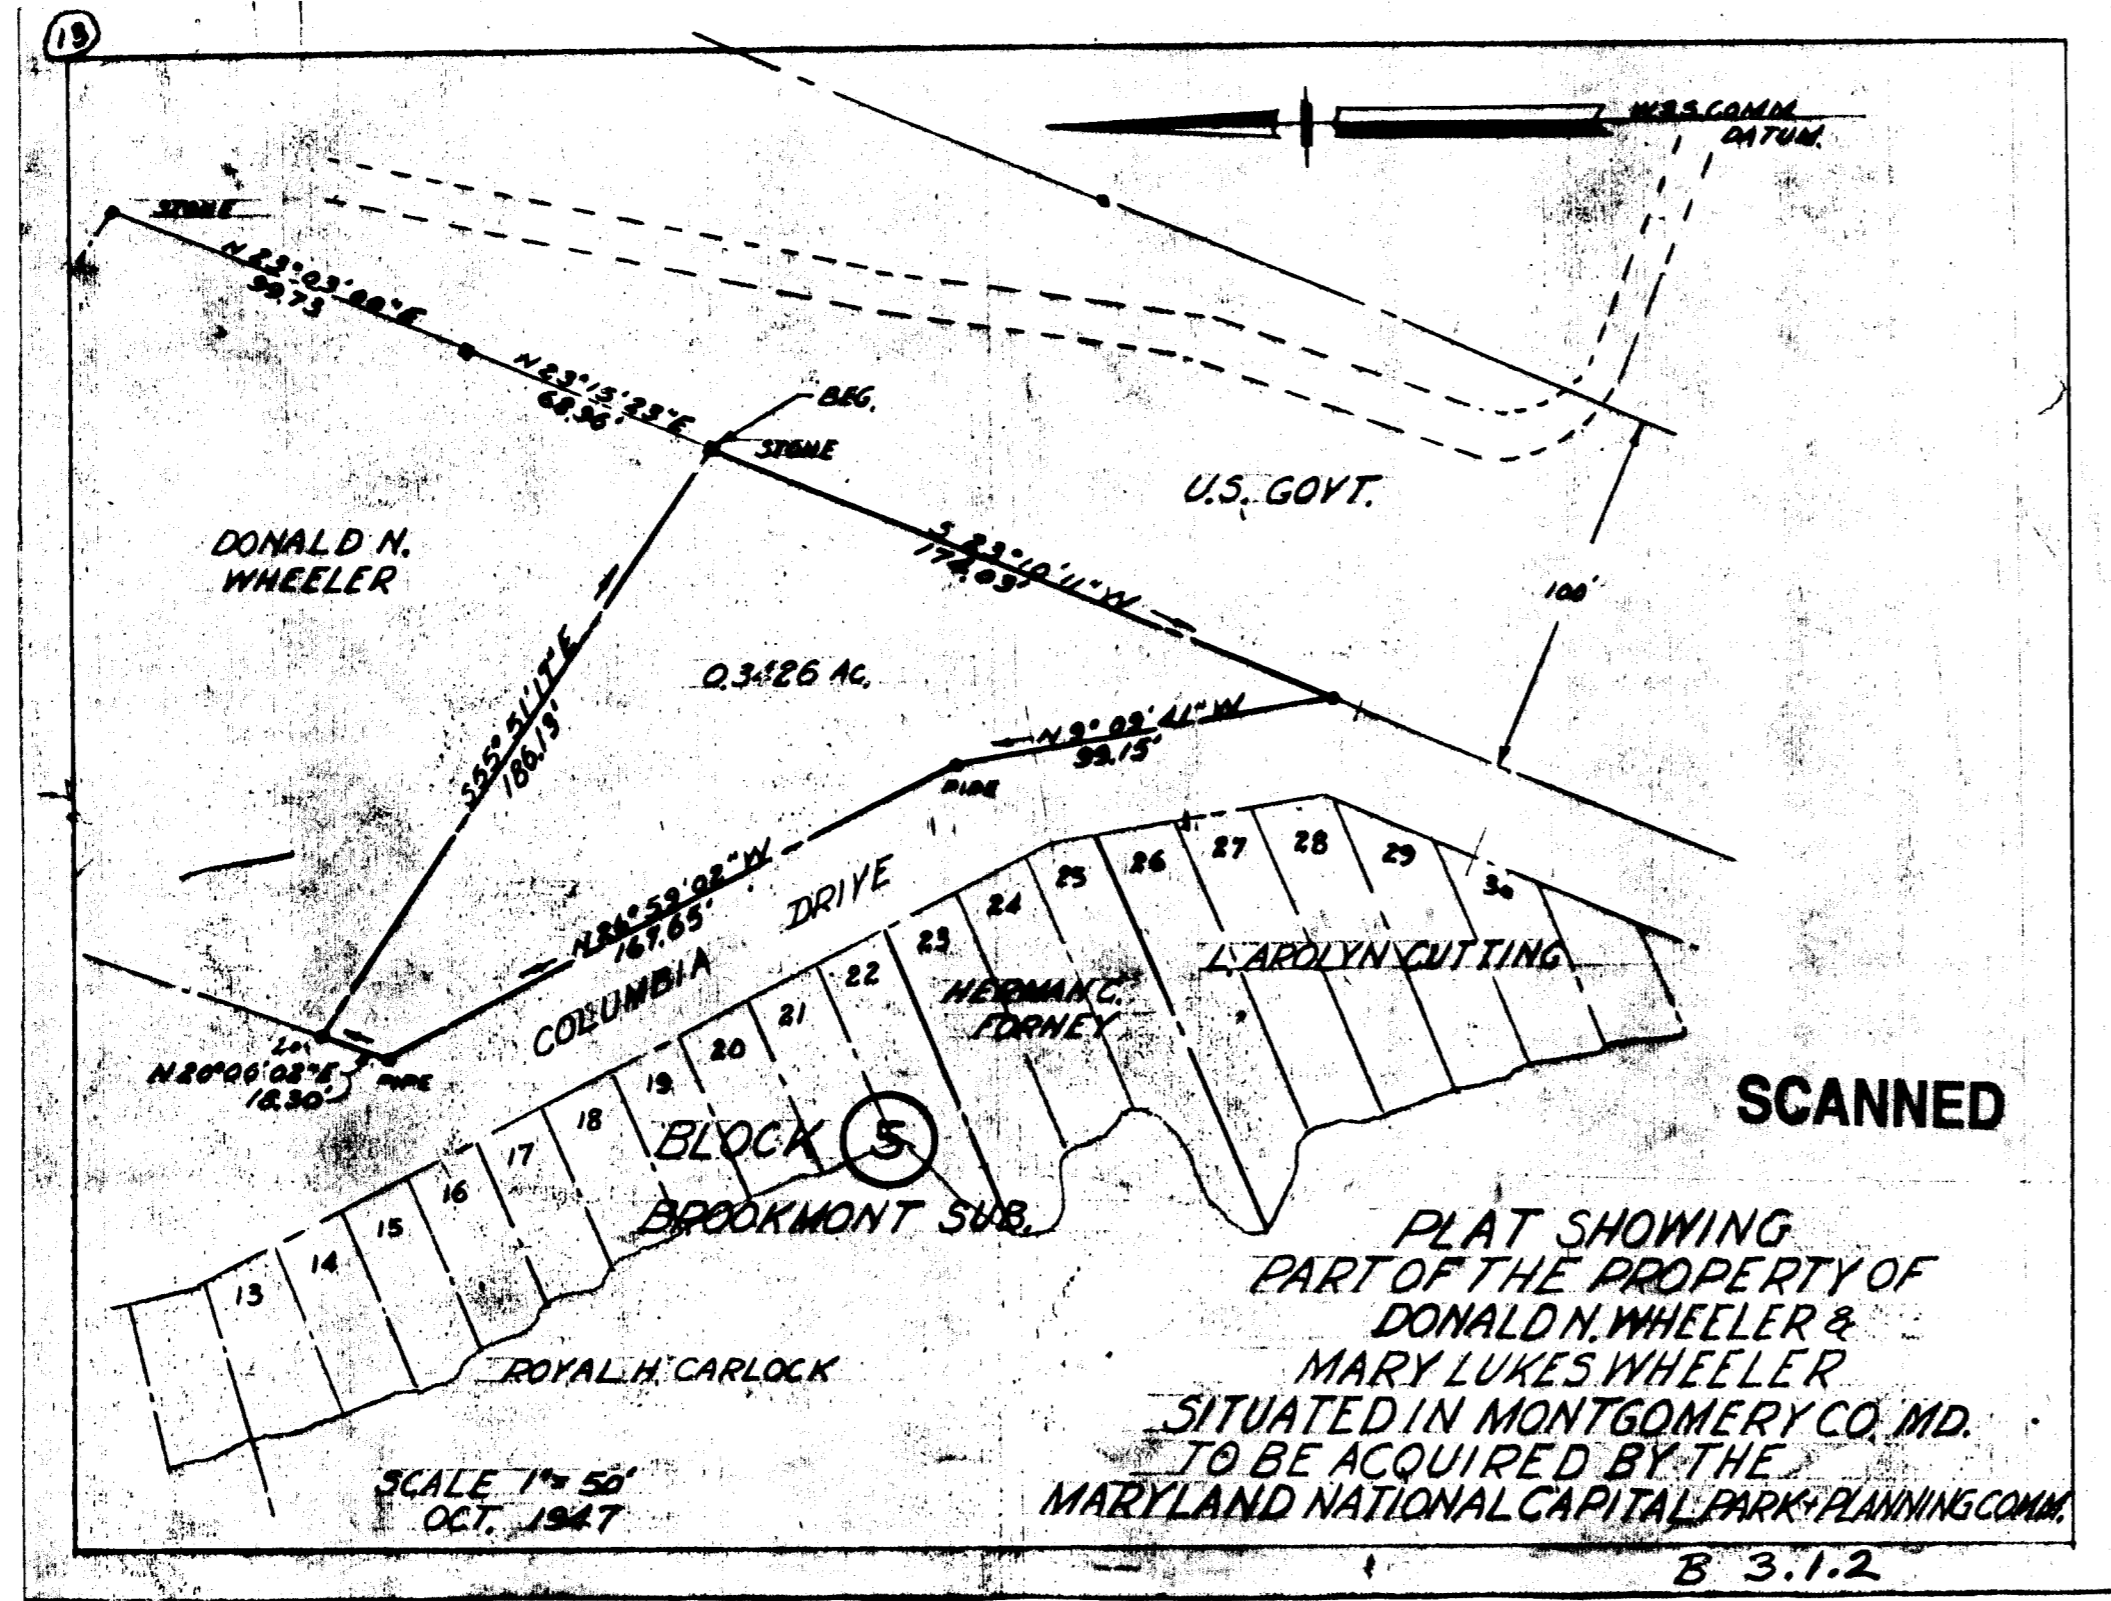 13
W.S.S. COMM.
DATUM.
STONE
N 23° 03' 00" E
99.73
N 23° 15' 23" E
68.96'
BEG.
STONE
U.S. GOVT.
DONALD N.
WHEELER
S 23° 10' 11" W
174.03'
100'
S 55° 51' 17" E
186.13'
0.3426 AC.
N 9° 09' 41" W
99.15'
PIPE
N 26° 59' 02" W
167.65'
COLUMBIA DRIVE
N 20° 06' 02" E
18.30'
PIPE
13
14
15
16
17
18
19
20
21
22
23
24
25
26
27
28
29
30
L. AROLYN CUTTING
HERMAN C.
FORNEY
BLOCK 5
BROOKMONT SUB.
ROYAL H. CARLOCK
SCANNED
PLAT SHOWING
PART OF THE PROPERTY OF
DONALD N. WHEELER &
MARY LUKES WHEELER
SITUATED IN MONTGOMERY CO. MD.
TO BE ACQUIRED BY THE
MARYLAND NATIONAL CAPITAL PARK & PLANNING COMM.
SCALE 1" = 50'
OCT. 1947
B 3.1.2